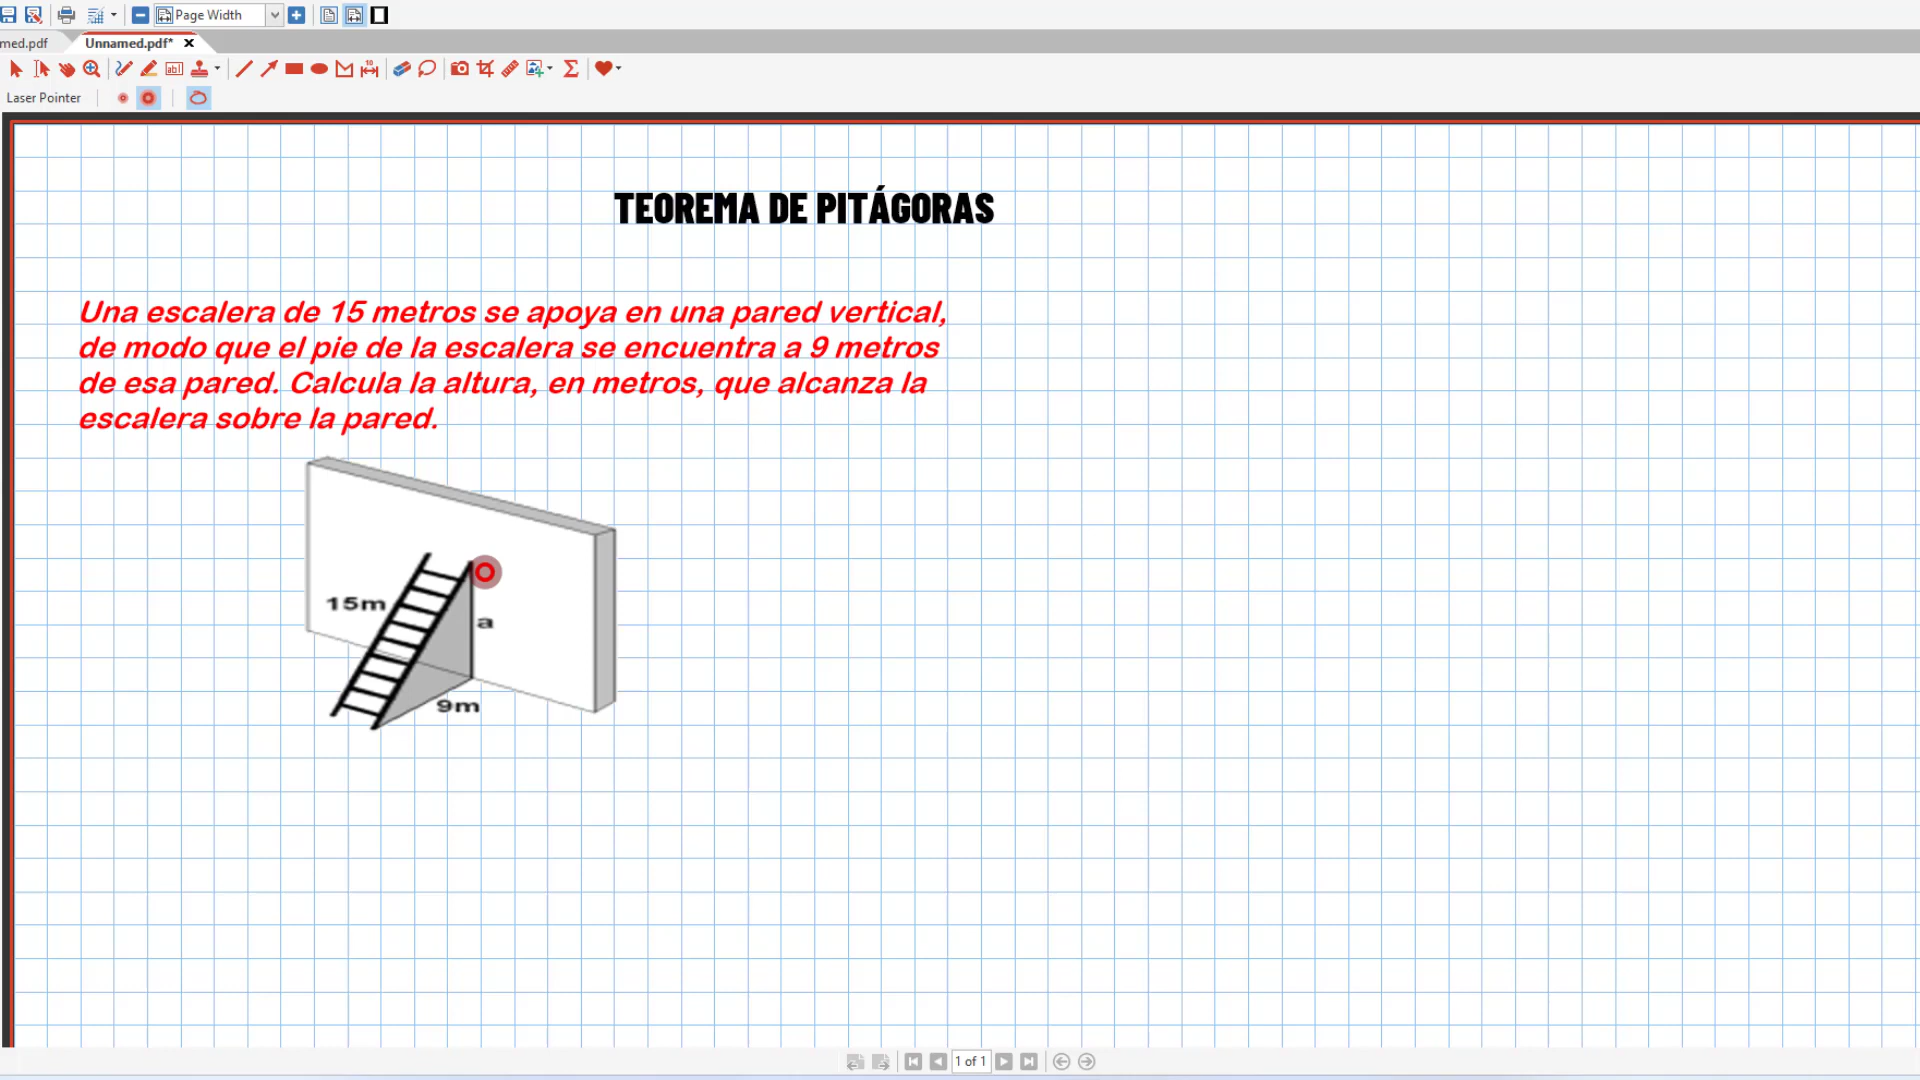 Page Width
med.pdf
Unnamed.pdf*
Laser Pointer
TEOREMA DE PITÁGORAS
Una escalera de 15 metros se apoya en una pared vertical,
de modo que el pie de la escalera se encuentra a 9 metros
de esa pared. Calcula la altura, en metros, que alcanza la
escalera sobre la pared.
15m
a
9m
1 of 1